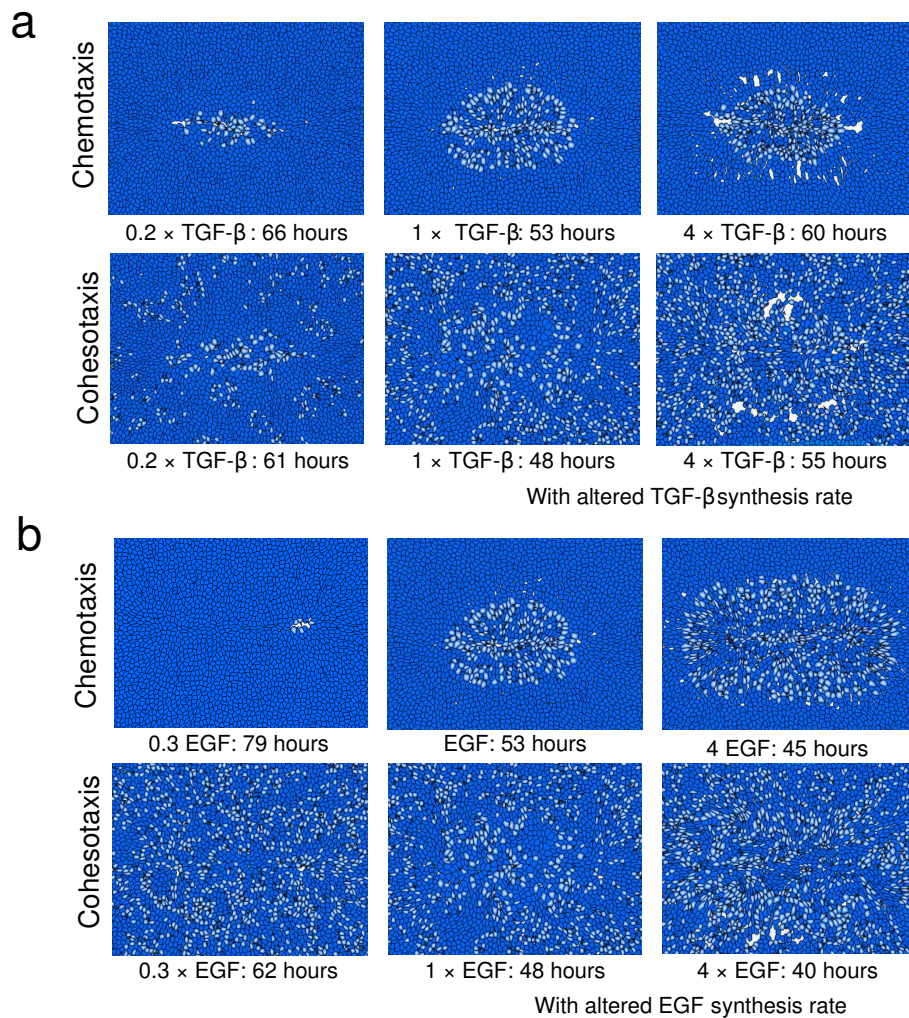 a
Chemotaxis
0.2 × TGF-β: 66 hours
1 × TGF-β: 53 hours
4 × TGF-β: 60 hours
Cohesotaxis
0.2 × TGF-β: 61 hours
1 × TGF-β: 48 hours
4 × TGF-β: 55 hours
With altered TGF-β synthesis rate
b
Chemotaxis
0.3 EGF: 79 hours
EGF: 53 hours
4 EGF: 45 hours
Cohesotaxis
0.3 × EGF: 62 hours
1 × EGF: 48 hours
4 × EGF: 40 hours
With altered EGF synthesis rate